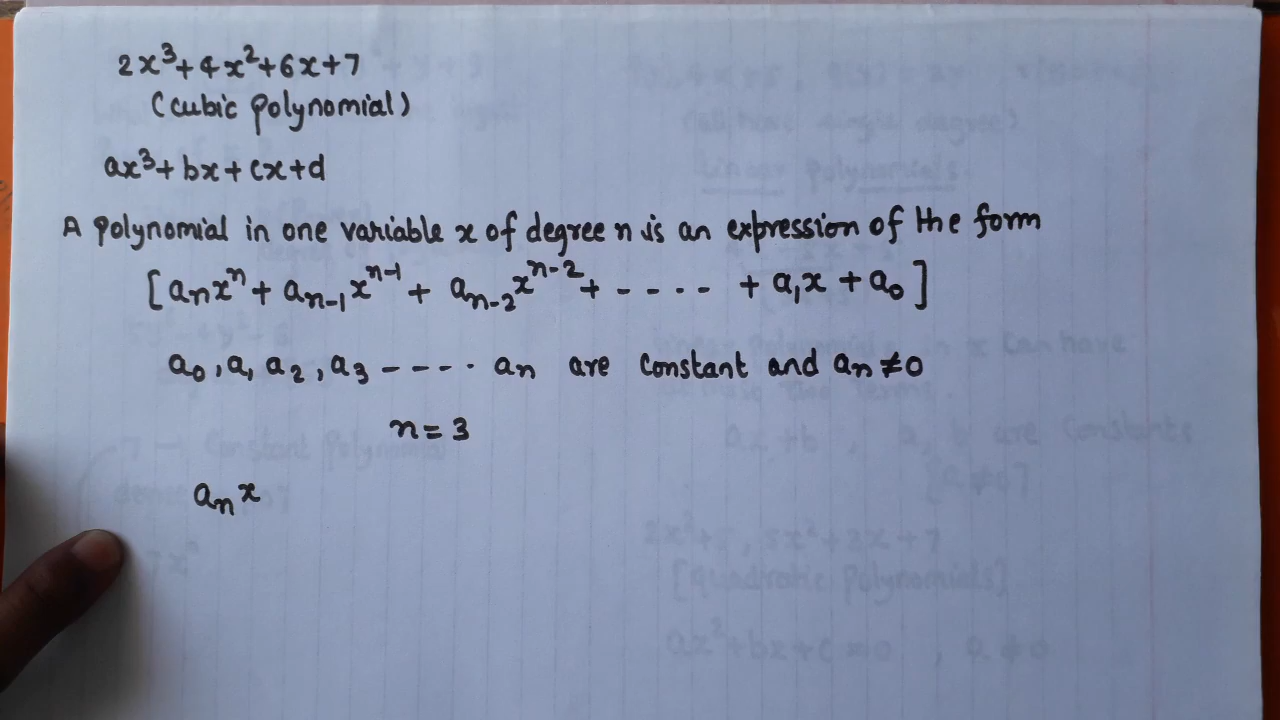 2x³+4x²+6x+7
(cubic polynomial)
ax³+bx+cx+d
A polynomial in one variable x of degree n is an expression of the form
[aₙxⁿ + aₙ₋₁xⁿ⁻¹ + aₙ₋₂xⁿ⁻² + - - - - + a₁x + a₀]
a₀, a, a₂, a₃ - - - - aₙ are constant and aₙ ≠ 0
n = 3
aₙx